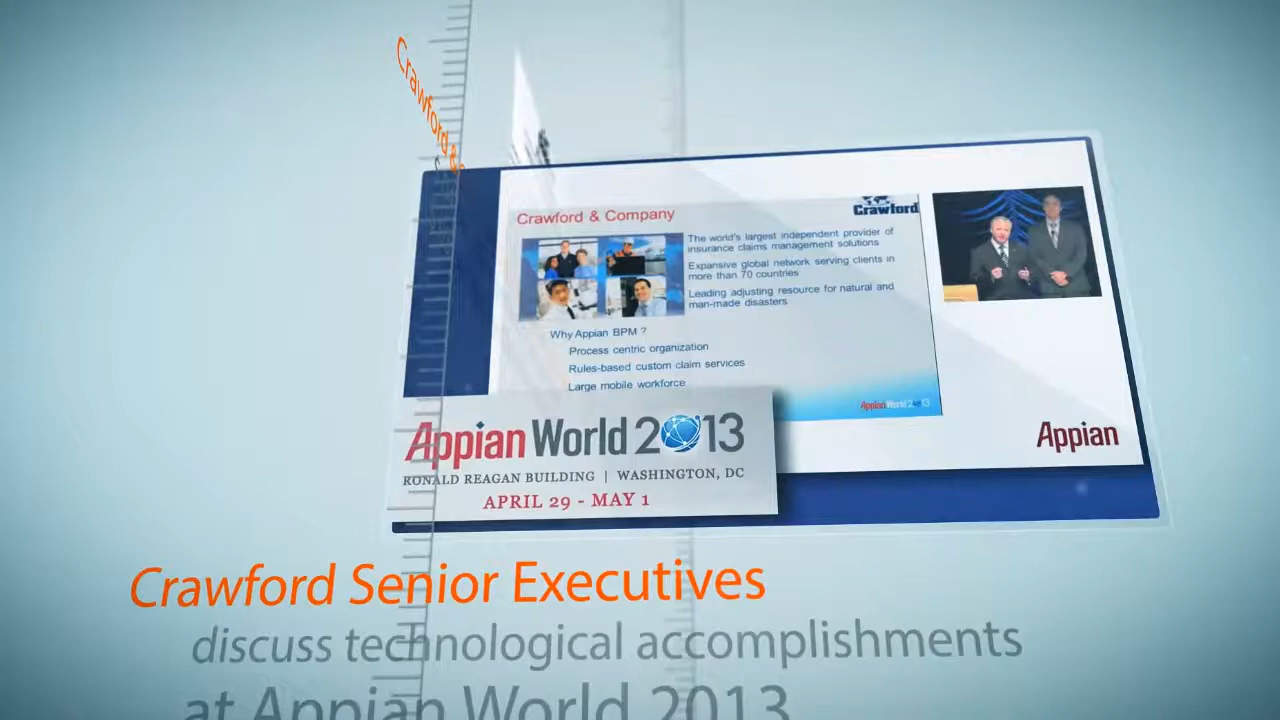 Crawford &
Crawford & Company
Crawford
The world's largest independent provider of
insurance claims management solutions
Expansive global network serving clients in
more than 70 countries
Leading adjusting resource for natural and
man-made disasters
Why Appian BPM ?
Process centric organization
Rules-based custom claim services
Large mobile workforce
AppianWorld 2013
Appian
Appian World 2013
RONALD REAGAN BUILDING | WASHINGTON, DC
APRIL 29 - MAY 1
Crawford Senior Executives
discuss technological accomplishments
at Appian World 2013